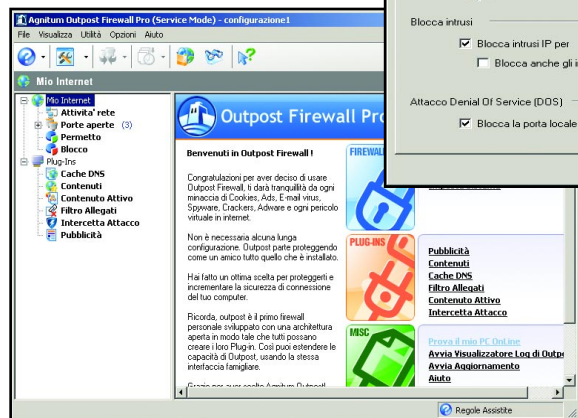 Agnitum Outpost Firewall Pro (Service Mode) - configurazione1
File Visualizza Utilità Opzioni Aiuto
Mio Internet
Mio Internet
Attivita' rete
Porte aperte (3)
Permetto
Blocco
Plug-Ins
Cache DNS
Contenuti
Contenuto Attivo
Filtro Allegati
Intercetta Attacco
Pubblicità
Outpost Firewall Pro
Benvenuti in Outpost Firewall !
Congratulazioni per aver deciso di usare
Outpost Firewall, ti darà tranquillità da ogni
minaccia di Cookies, Ads, E-mail virus,
Spyware, Crackers, Adware e ogni pericolo
virtuale in internet.
Non è necessaria alcuna lunga
configurazione. Outpost parte proteggendo
come un amico tutto quello che è installato.
Hai fatto un ottima scelta per proteggerti e
incrementare la sicurezza di connessione
del tuo computer.
Ricorda, outpost è il primo firewall
personale sviluppato con una architettura
aperta in modo tale che tutti possano
creare i loro Plug-in. Così puoi estendere le
capacità di Outpost, usando la stessa
interfaccia famigliare.
FIREWALL
PLUG-INS
Pubblicità
Contenuti
Cache DNS
Filtro Allegati
Contenuto Attivo
Intercetta Attacco
MISC
Prova il mio PC OnLine
Avvia Visualizzatore Log di Outpo
Avvia Aggiornamento
Aiuto
Regole Assistite
Blocca intrusi
Blocca intrusi IP per
Blocca anche gli i
Attacco Denial Of Service (DOS)
Blocca la porta locale